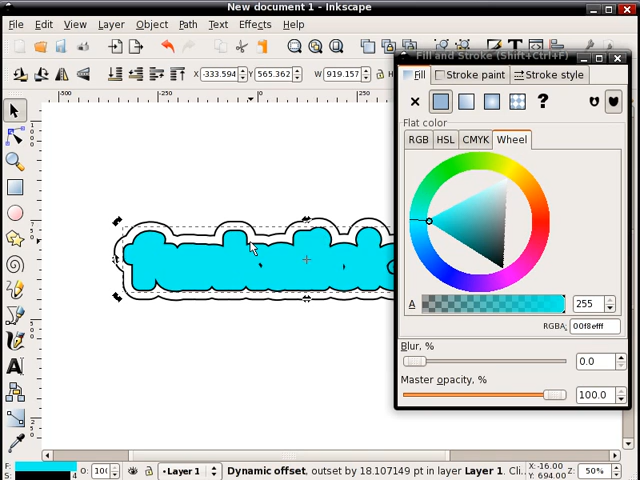 New document 1 - Inkscape
File Edit View Layer Object Path Text Effects Help
X -333.594 Y 565.362 W 919.157
Fill and Stroke (Shift+Ctrl+F)
Fill Stroke paint Stroke style
?
Flat color
RGB HSL CMYK Wheel
A 255
RGBA: 00f8efff
Blur, %
0.0
Master opacity, %
100.0
F:
S: 4 O: 10( Layer 1 Dynamic offset, outset by 18.107149 pt in layer Layer 1. Cli... X: -16.00 Y: 694.00 Z: 50%